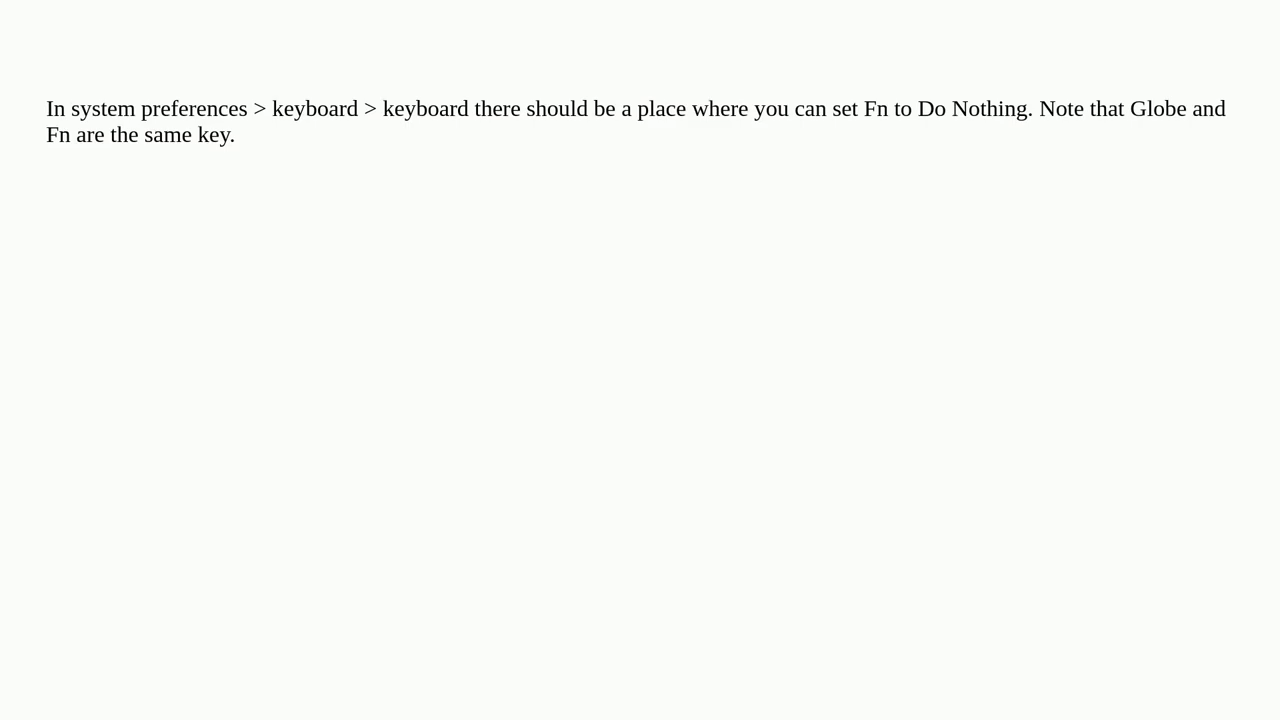 In system preferences > keyboard > keyboard there should be a place where you can set Fn to Do Nothing. Note that Globe and
Fn are the same key.